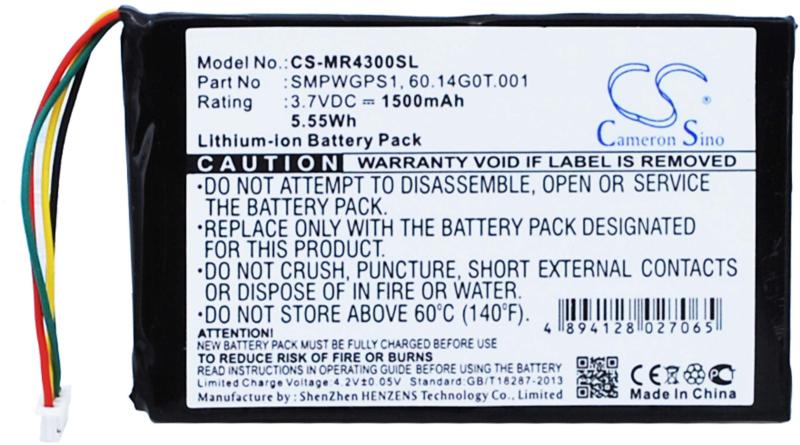 Model No.: CS-MR4300SL
Part No : SMPWGPS1, 60.14G0T.001
Rating : 3.7VDC ⎓ 1500mAh
5.55Wh
Lithium-ion Battery Pack
CS
Cameron Sino
CAUTION WARRANTY VOID IF LABEL IS REMOVED
•DO NOT ATTEMPT TO DISASSEMBLE, OPEN OR SERVICE
THE BATTERY PACK.
•REPLACE ONLY WITH THE BATTERY PACK DESIGNATED
FOR THIS PRODUCT.
•DO NOT CRUSH, PUNCTURE, SHORT EXTERNAL CONTACTS
OR DISPOSE OF IN FIRE OR WATER.
•DO NOT STORE ABOVE 60°C (140°F).
4 894128 027065
ATTENTION!
NEW BATTERY PACK MUST BE FULLY CHARGED BEFORE USE
TO REDUCE RISK OF FIRE OR BURNS
READ INSTRUCTIONS IN OPERATING MANUAL BEFORE USE.
Limited Charging Voltage:4.2V±0.05V Standard:GB/T18287-2013
Manufacture by : ShenZhen HENZENS Technology Co., Ltd.
CE
MADE IN CHINA